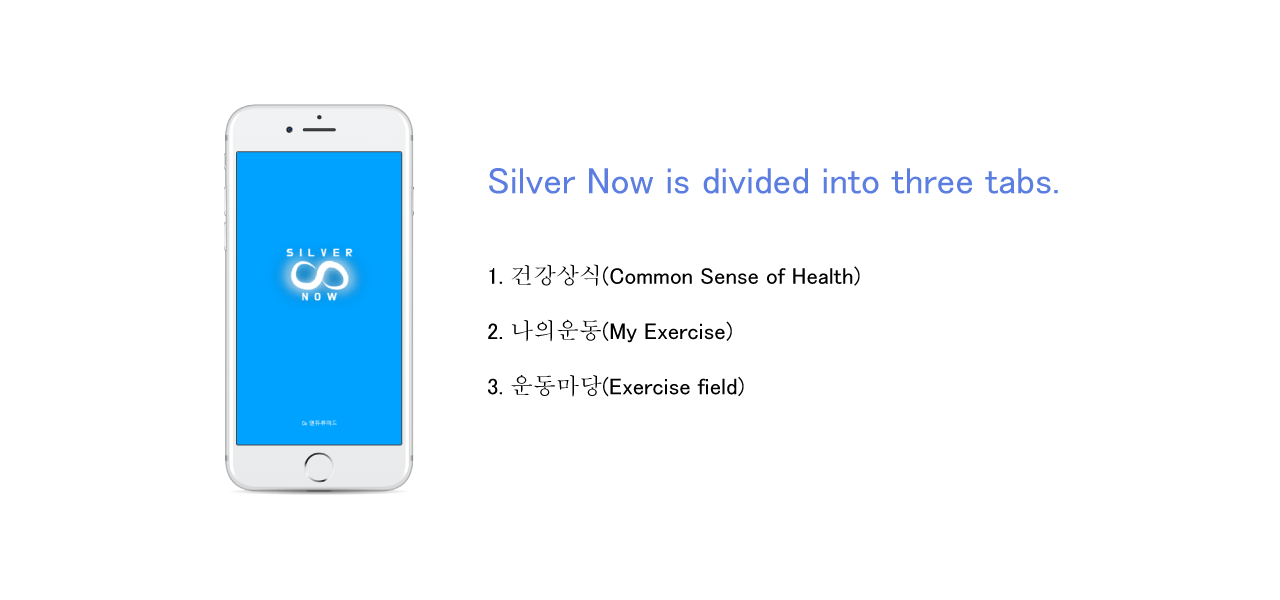 SILVER
NOW
Silver Now is divided into three tabs.
1. 건강상식(Common Sense of Health)
2. 나의운동(My Exercise)
3. 운동마당(Exercise field)